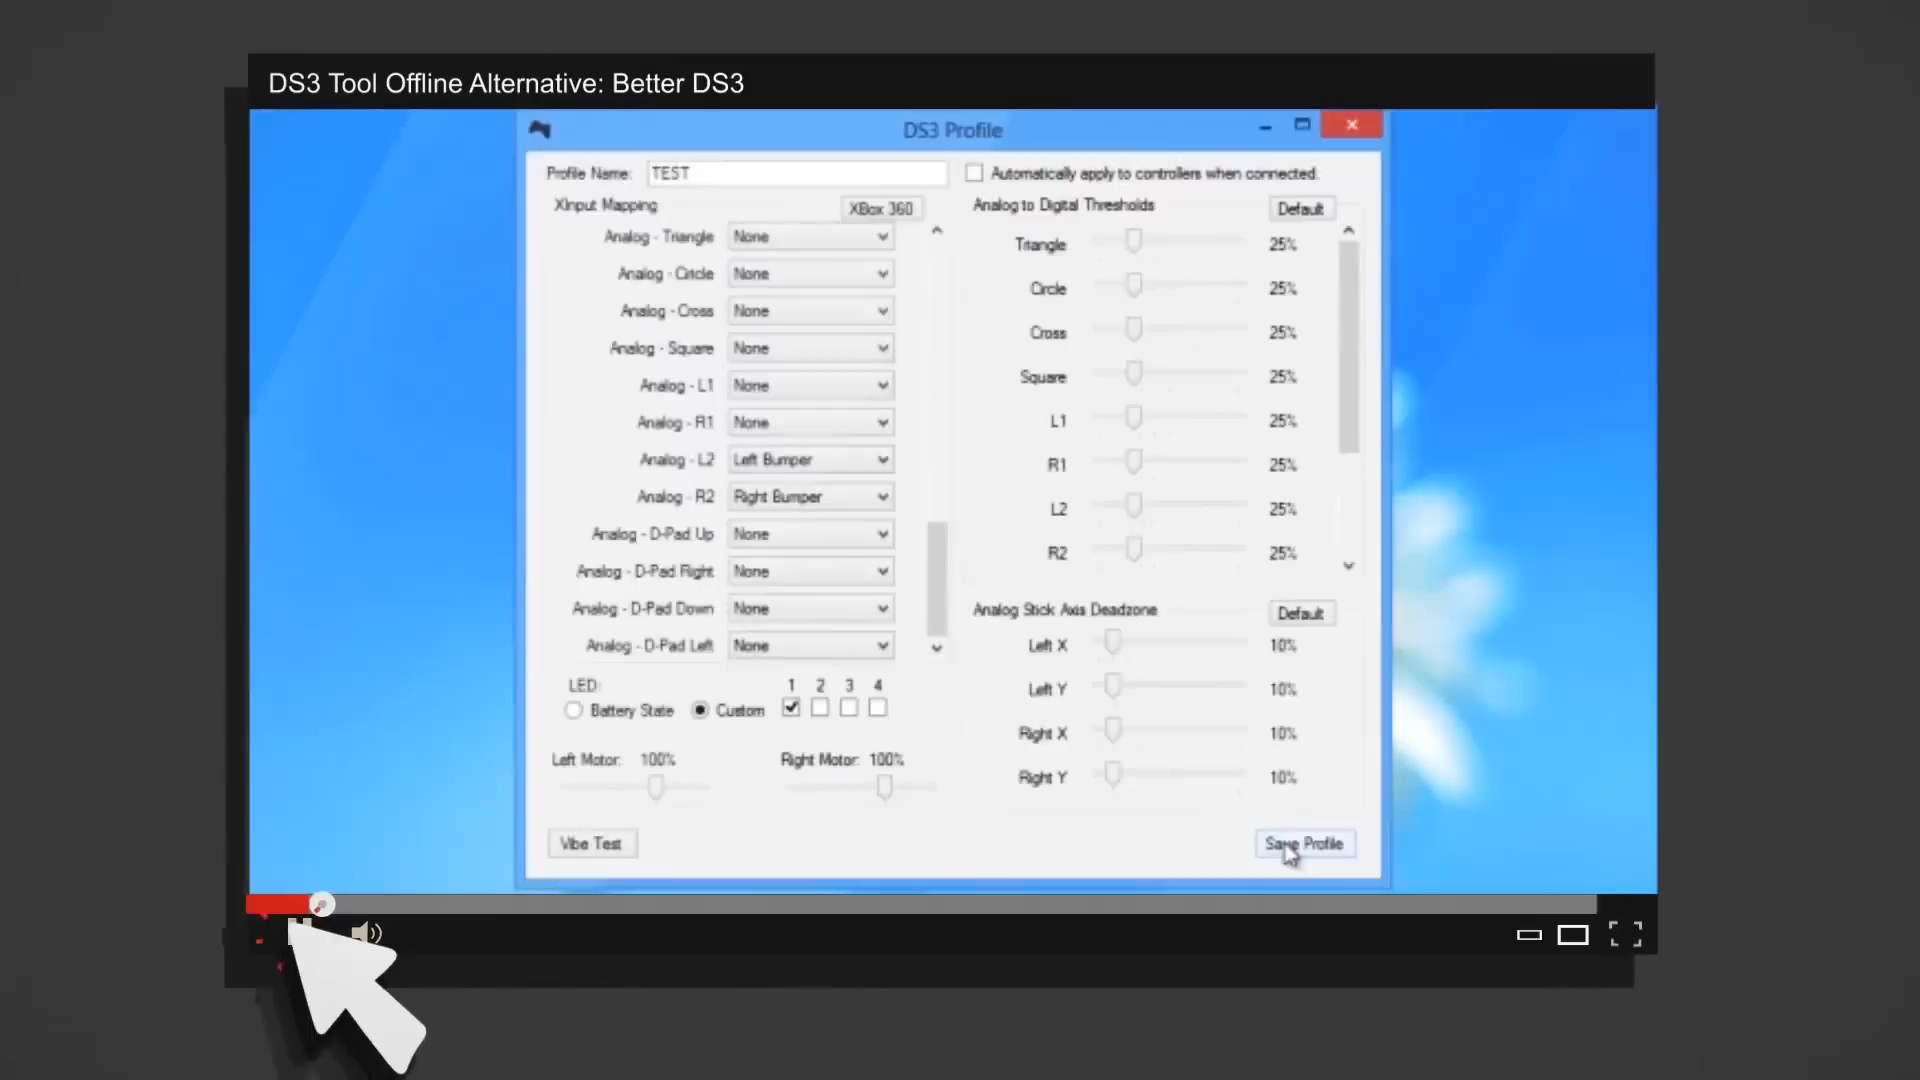 DS3 Tool Offline Alternative: Better DS3
DS3 Profile
Profile Name: TEST
Automatically apply to controllers when connected.
XInput Mapping
XBox 360
Analog - Triangle None
Analog - Circle None
Analog - Cross None
Analog - Square None
Analog - L1 None
Analog - R1 None
Analog - L2 Left Bumper
Analog - R2 Right Bumper
Analog - D-Pad Up None
Analog - D-Pad Right None
Analog - D-Pad Down None
Analog - D-Pad Left None
LED: 1 2 3 4
Battery State Custom
Left Motor: 100% Right Motor: 100%
Vibe Test
Analog to Digital Thresholds Default
Triangle 25%
Circle 25%
Cross 25%
Square 25%
L1 25%
R1 25%
L2 25%
R2 25%
Analog Stick Axis Deadzone Default
Left X 10%
Left Y 10%
Right X 10%
Right Y 10%
Save Profile